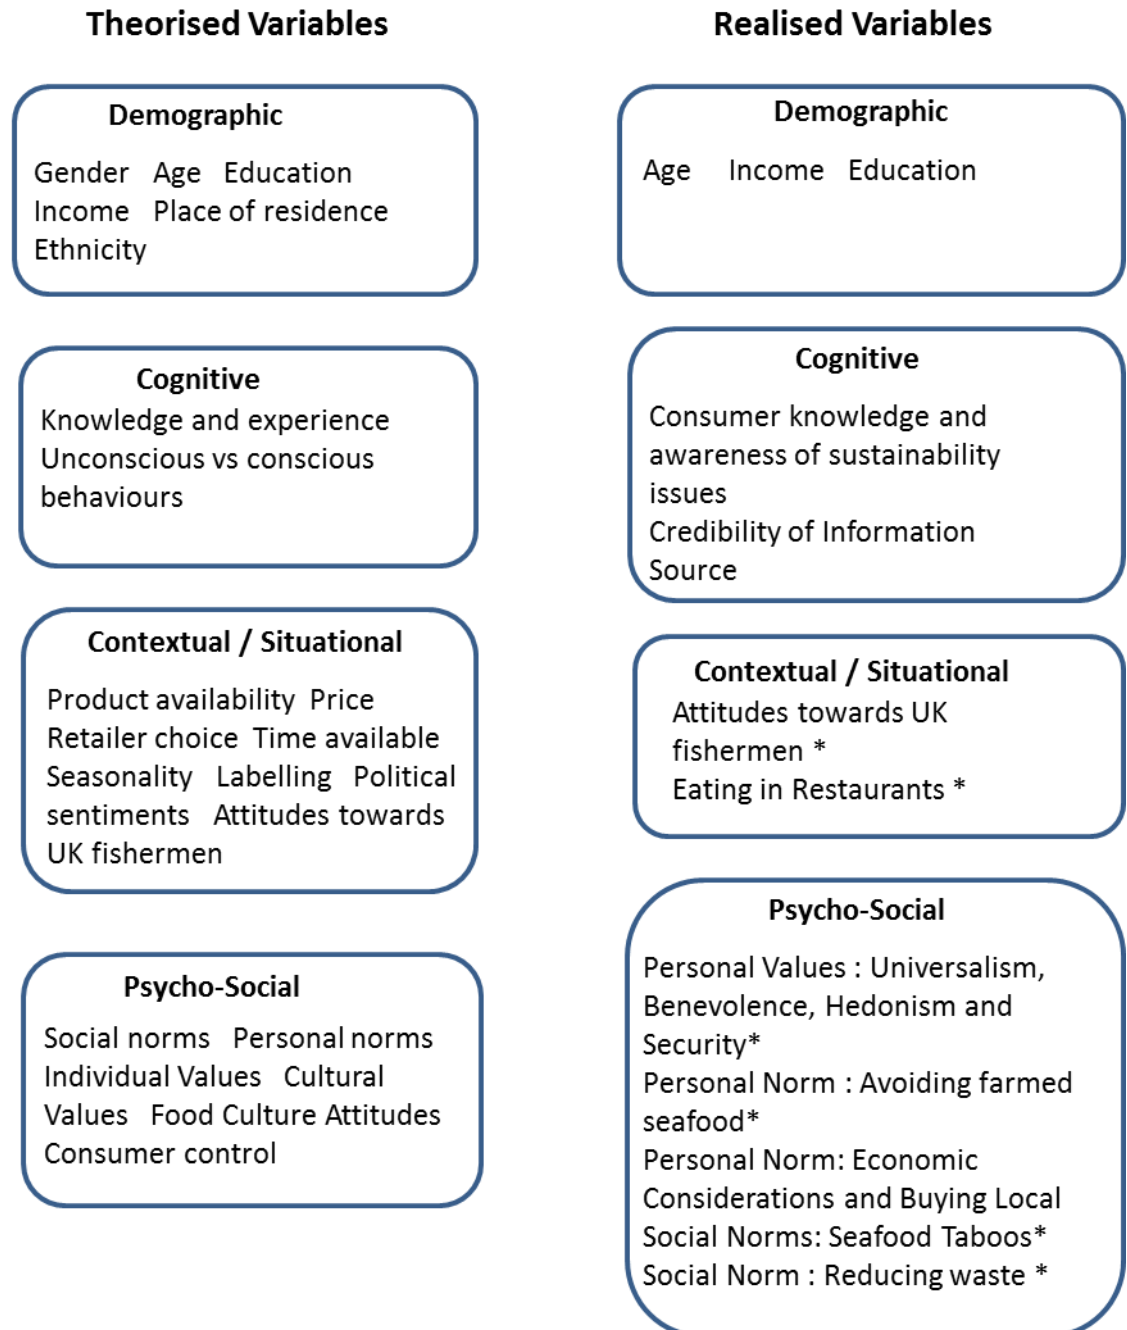 Theorised Variables
Demographic
Gender Age Education
Income Place of residence
Ethnicity
Cognitive
Knowledge and experience
Unconscious vs conscious
behaviours
Contextual / Situational
Product availability Price
Retailer choice Time available
Seasonality Labelling Political
sentiments Attitudes towards
UK fishermen
Psycho-Social
Social norms Personal norms
Individual Values Cultural
Values Food Culture Attitudes
Consumer control
Realised Variables
Demographic
Age Income Education
Cognitive
Consumer knowledge and
awareness of sustainability
issues
Credibility of Information
Source
Contextual / Situational
Attitudes towards UK
fishermen *
Eating in Restaurants *
Psycho-Social
Personal Values : Universalism,
Benevolence, Hedonism and
Security*
Personal Norm : Avoiding farmed
seafood*
Personal Norm: Economic
Considerations and Buying Local
Social Norms: Seafood Taboos*
Social Norm : Reducing waste *